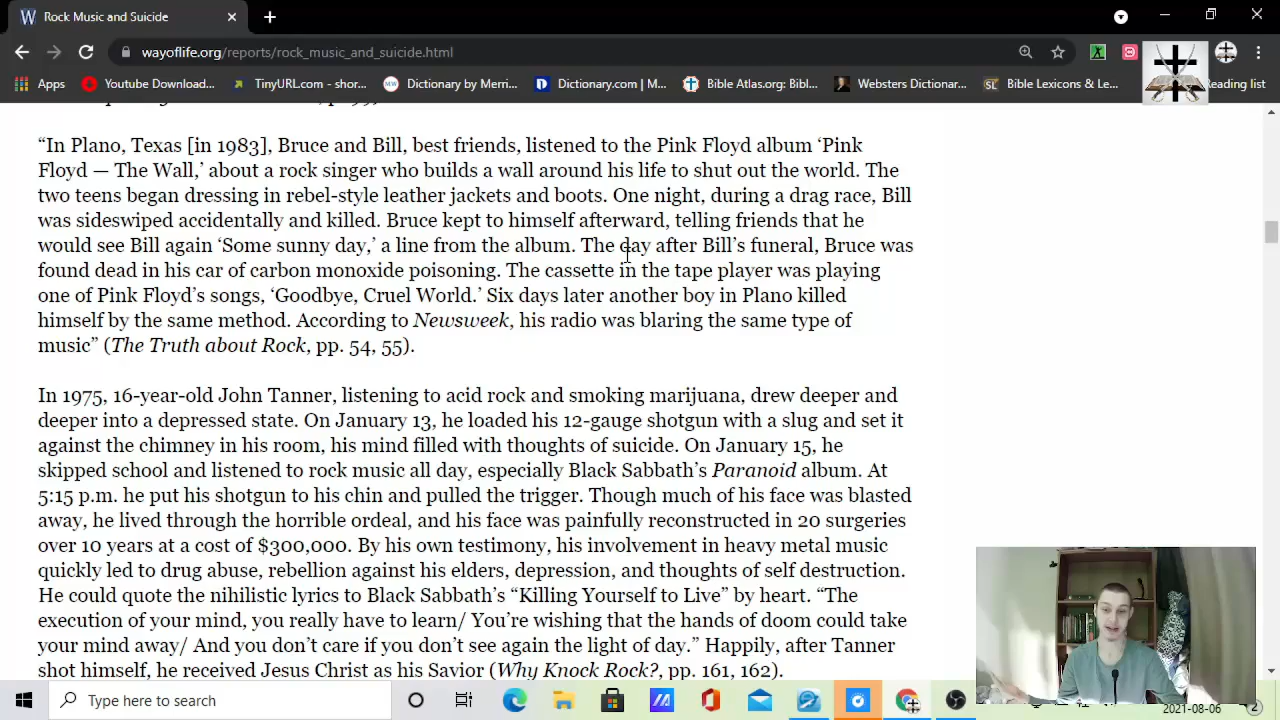 Rock Music and Suicide
wayoflife.org/reports/rock_music_and_suicide.html
Apps Youtube Download... TinyURL.com - shor... Dictionary by Mem... Dictionary.com | M... Bible Atlas.org: Bibl... Websters Dictionar... Bible Lexicons & Le... Reading list
“In Plano, Texas [in 1983], Bruce and Bill, best friends, listened to the Pink Floyd album ‘Pink
Floyd — The Wall,’ about a rock singer who builds a wall around his life to shut out the world. The
two teens began dressing in rebel-style leather jackets and boots. One night, during a drag race, Bill
was sideswiped accidentally and killed. Bruce kept to himself afterward, telling friends that he
would see Bill again ‘Some sunny day,’ a line from the album. The day after Bill’s funeral, Bruce was
found dead in his car of carbon monoxide poisoning. The cassette in the tape player was playing
one of Pink Floyd’s songs, ‘Goodbye, Cruel World.’ Six days later another boy in Plano killed
himself by the same method. According to Newsweek, his radio was blaring the same type of
music” (The Truth about Rock, pp. 54, 55).
In 1975, 16-year-old John Tanner, listening to acid rock and smoking marijuana, drew deeper and
deeper into a depressed state. On January 13, he loaded his 12-gauge shotgun with a slug and set it
against the chimney in his room, his mind filled with thoughts of suicide. On January 15, he
skipped school and listened to rock music all day, especially Black Sabbath’s Paranoid album. At
5:15 p.m. he put his shotgun to his chin and pulled the trigger. Though much of his face was blasted
away, he lived through the horrible ordeal, and his face was painfully reconstructed in 20 surgeries
over 10 years at a cost of $300,000. By his own testimony, his involvement in heavy metal music
quickly led to drug abuse, rebellion against his elders, depression, and thoughts of self destruction.
He could quote the nihilistic lyrics to Black Sabbath’s “Killing Yourself to Live” by heart. “The
execution of your mind, you really have to learn/ You’re wishing that the hands of doom could take
your mind away/ And you don’t care if you don’t see again the light of day.” Happily, after Tanner
shot himself, he received Jesus Christ as his Savior (Why Knock Rock?, pp. 161, 162).
Type here to search
2021-08-06
2